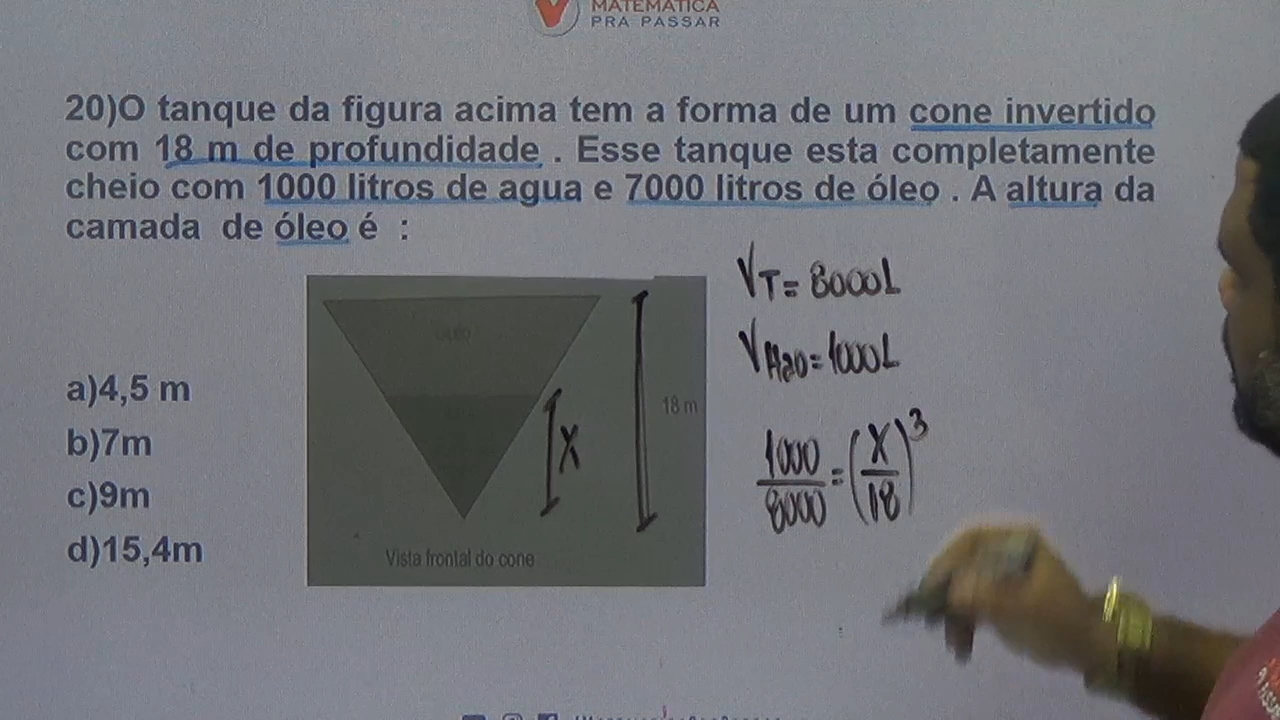 MATEMÁTICA
PRA PASSAR
20)O tanque da figura acima tem a forma de um cone invertido
com 18 m de profundidade . Esse tanque esta completamente
cheio com 1000 litros de agua e 7000 litros de óleo . A altura da
camada de óleo é :
VT = 8000L
VH2O = 1000L
18 m
X
1000/8000 = (X/18)³
a)4,5 m
b)7m
c)9m
d)15,4m
Vista frontal do cone